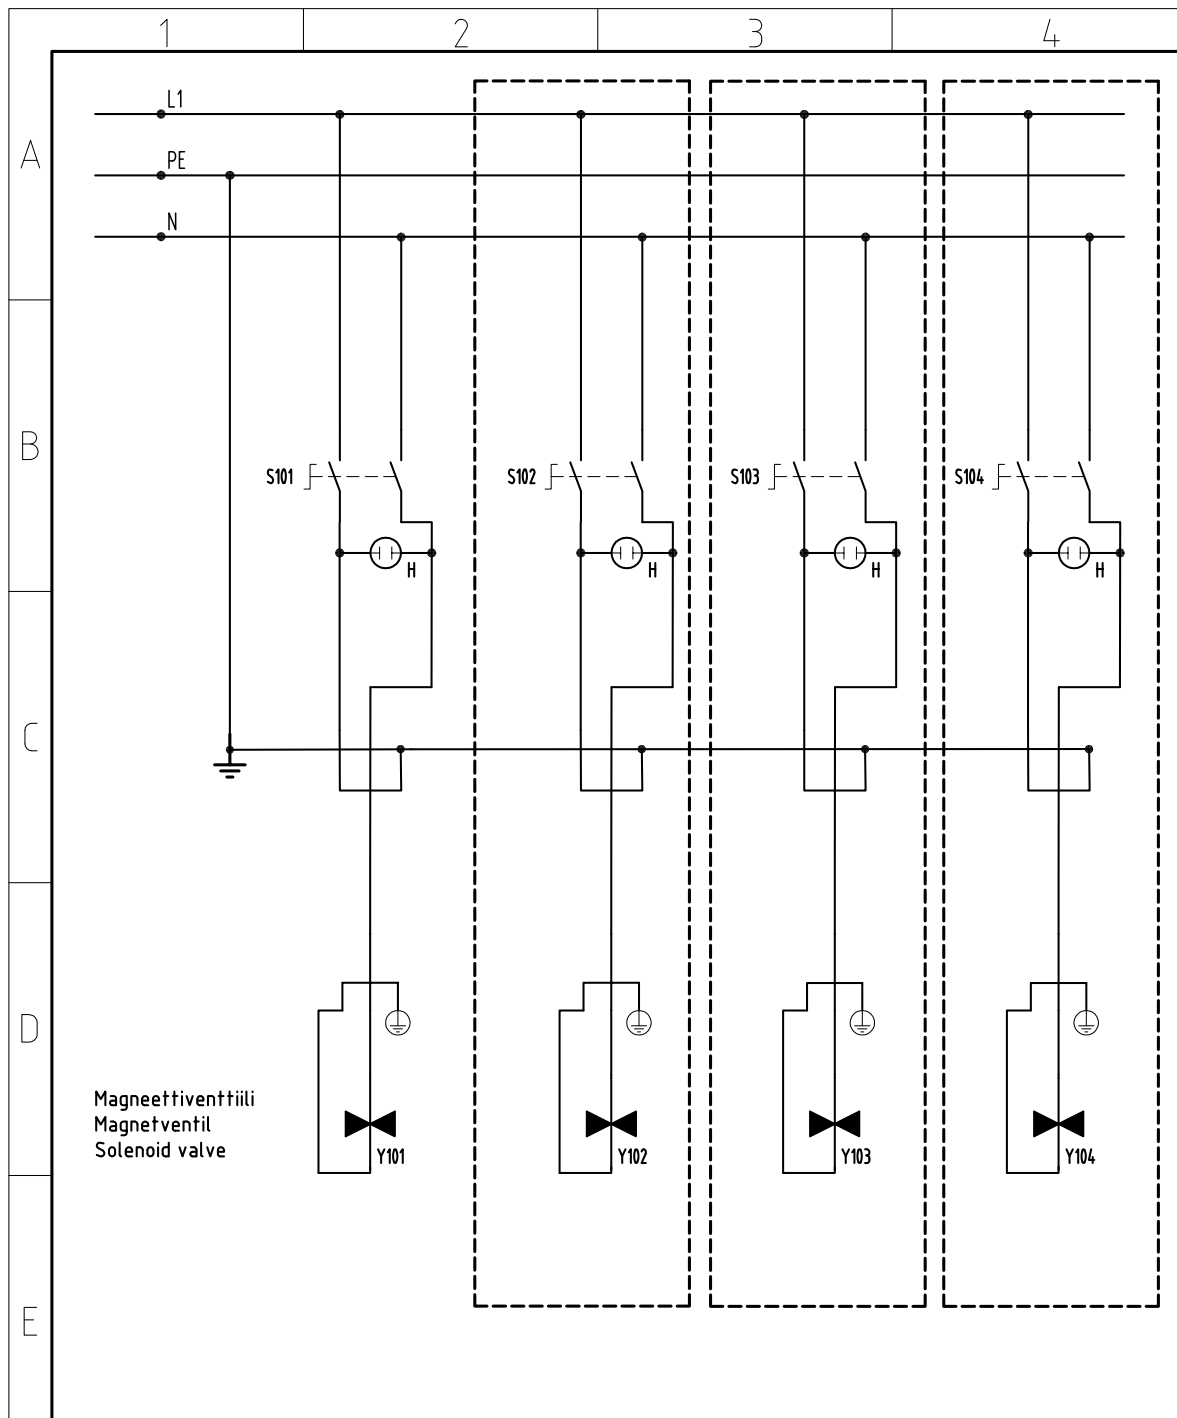 1 2 3 4
A
L1
PE
N
B
S101 S102 S103 S104
H H H H
C
D
Magneettiventtiili
Magnetventil
Solenoid valve
Y101 Y102 Y103 Y104
E